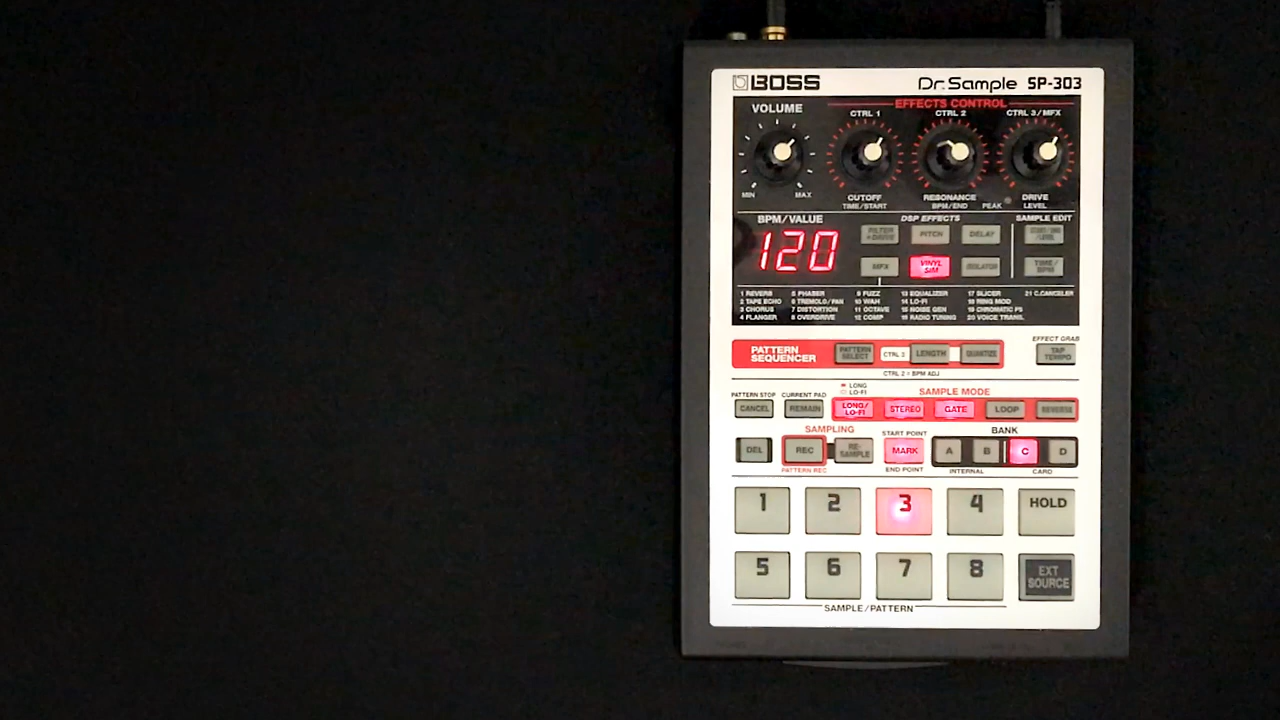 BOSS Dr. Sample SP-303
EFFECTS CONTROL
VOLUME CTRL 1 CTRL 2 CTRL 3/MFX
MIN MAX CUTOFF RESONANCE DRIVE
TIME/START BPM/END PEAK LEVEL
BPM/VALUE DSP EFFECTS SAMPLE EDIT
120
FILTER +DRIVE PITCH DELAY START/END /LEVEL
MFX VINYL SIM ISOLATOR TIME/ BPM
1 REVERB 5 PHASER 9 FUZZ 13 EQUALIZER 17 SLICER 21 C.CANCELER
2 TAPE ECHO 6 TREMOLO/PAN 10 WAH 14 LO-FI 18 RING MOD
3 CHORUS 7 DISTORTION 11 OCTAVE 15 NOISE GEN 19 CHROMATIC PS
4 FLANGER 8 OVERDRIVE 12 COMP 16 RADIO TUNING 20 VOICE TRANS.
EFFECT GRAB
PATTERN SEQUENCER PATTERN SELECT CTRL 3 LENGTH QUANTIZE TAP TEMPO
CTRL 2 = BPM ADJ
LONG
LO-FI
PATTERN STOP CURRENT PAD SAMPLE MODE
CANCEL REMAIN LONG/ LO-FI STEREO GATE LOOP REVERSE
SAMPLING START POINT BANK
DEL REC RE-SAMPLE MARK A B C D
PATTERN REC END POINT INTERNAL CARD
1 2 3 4 HOLD
5 6 7 8 EXT SOURCE
SAMPLE/PATTERN